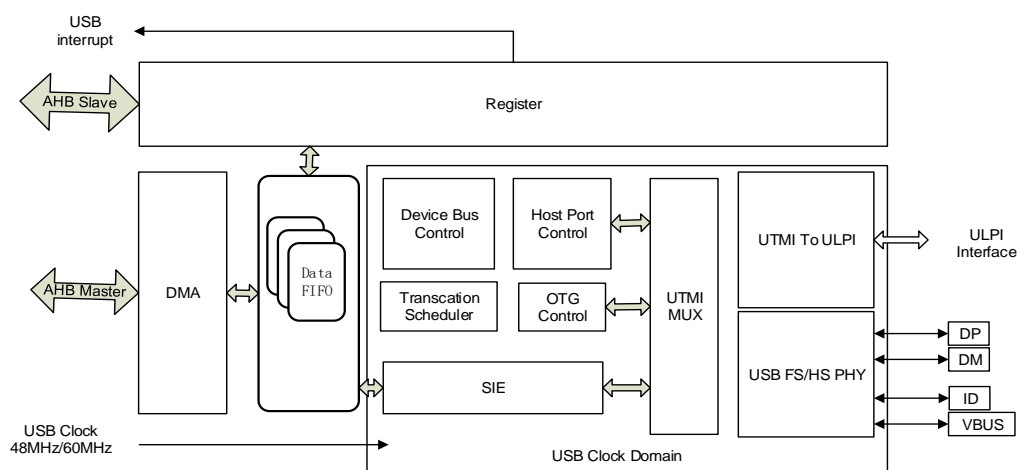 USB
interrupt
AHB Slave
Register
Device Bus
Control
Host Port
Control
UTMI To ULPI
ULPI
Interface
AHB Master
DMA
Data
FIFO
Transcation
Scheduler
OTG
Control
UTMI
MUX
DP
DM
USB FS/HS PHY
SIE
ID
VBUS
USB Clock
48MHz/60MHz
USB Clock Domain